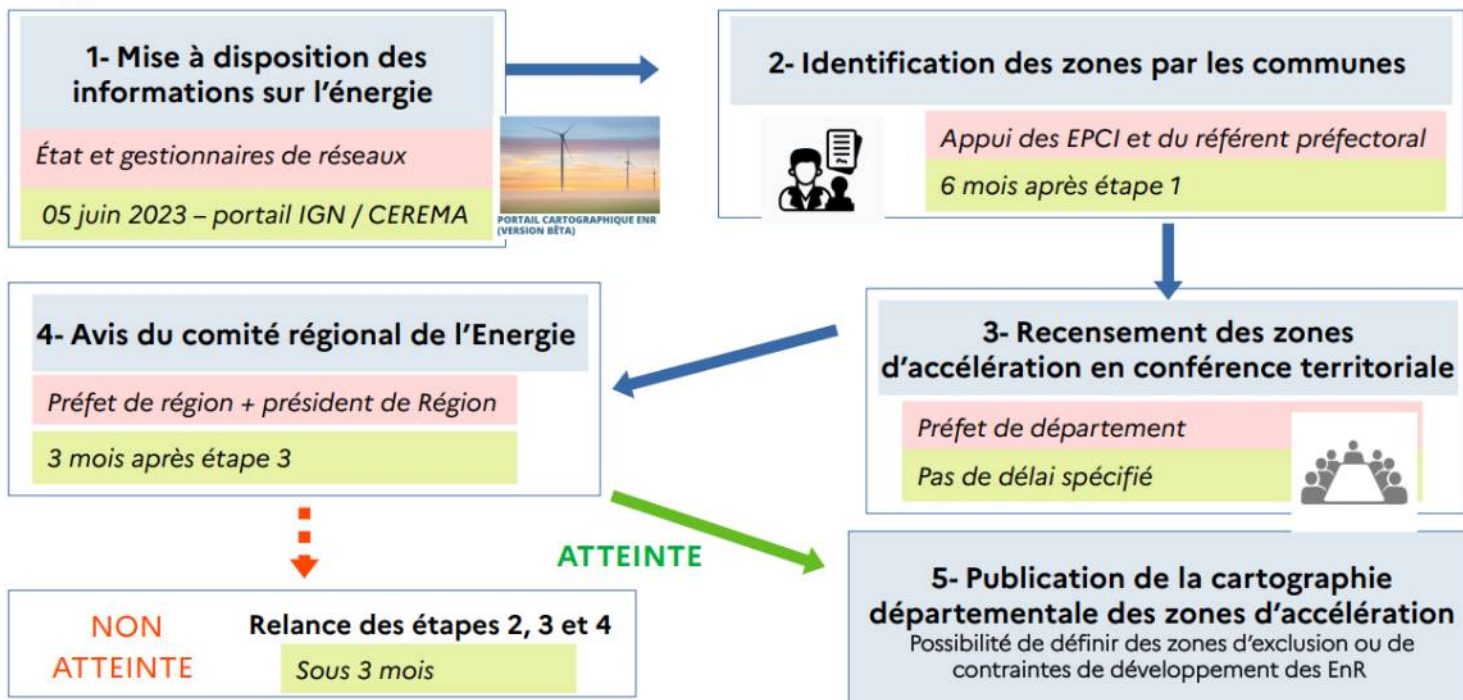 1- Mise à disposition des
informations sur l'énergie
État et gestionnaires de réseaux
05 juin 2023 – portail IGN / CEREMA
PORTAIL CARTOGRAPHIQUE ENR
(VERSION BÊTA)
2- Identification des zones par les communes
Appui des EPCI et du référent préfectoral
6 mois après étape 1
3- Recensement des zones
d'accélération en conférence territoriale
Préfet de département
Pas de délai spécifié
4- Avis du comité régional de l'Energie
Préfet de région + président de Région
3 mois après étape 3
ATTEINTE
NON
ATTEINTE
Relance des étapes 2, 3 et 4
Sous 3 mois
5- Publication de la cartographie
départementale des zones d'accélération
Possibilité de définir des zones d'exclusion ou de
contraintes de développement des EnR